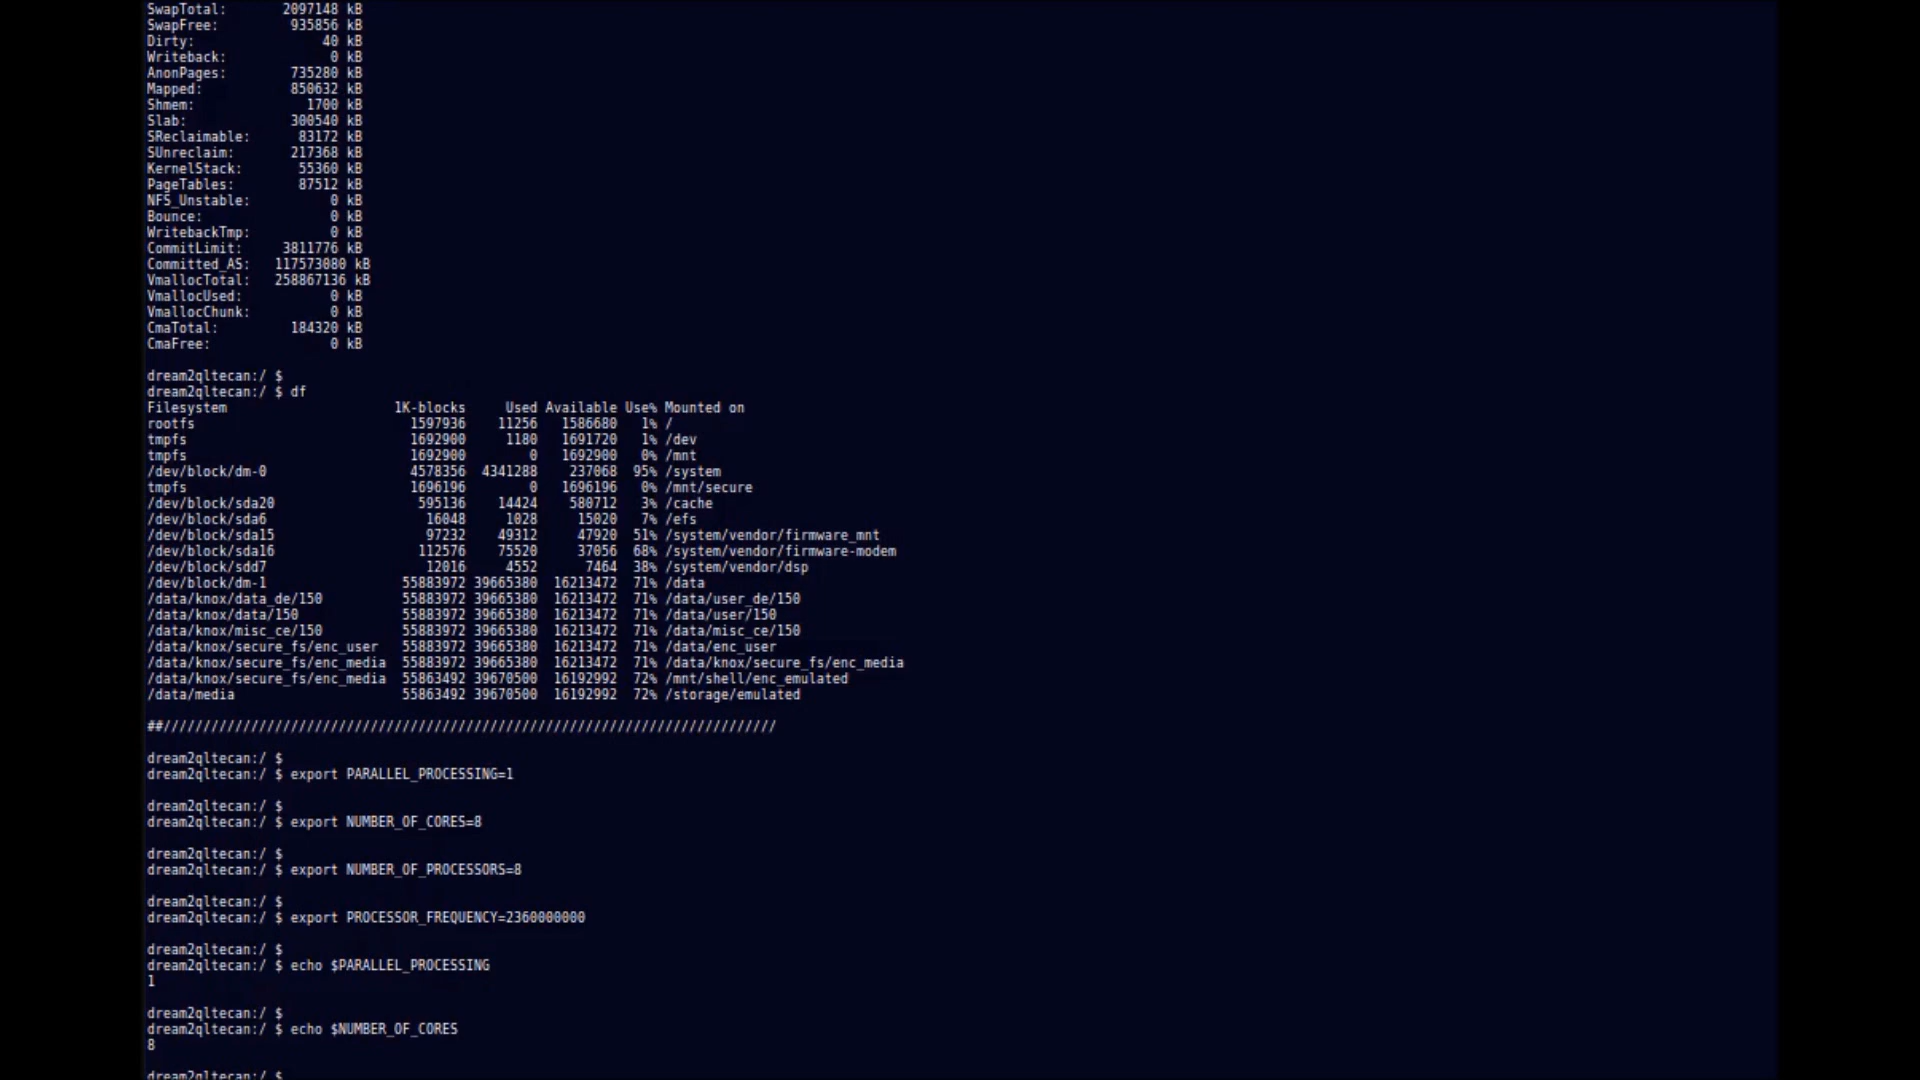 SwapTotal:       2097148 kB
SwapFree:         935856 kB
Dirty:                40 kB
Writeback:             0 kB
AnonPages:        735280 kB
Mapped:           850632 kB
Shmem:              1700 kB
Slab:             300540 kB
SReclaimable:      83172 kB
SUnreclaim:       217368 kB
KernelStack:       55360 kB
PageTables:        87512 kB
NFS_Unstable:          0 kB
Bounce:                0 kB
WritebackTmp:          0 kB
CommitLimit:     3811776 kB
Committed_AS:   117573080 kB
VmallocTotal:   258867136 kB
VmallocUsed:           0 kB
VmallocChunk:          0 kB
CmaTotal:         184320 kB
CmaFree:               0 kB
dream2qltecan:/ $
dream2qltecan:/ $ df
Filesystem                     1K-blocks     Used Available Use% Mounted on
rootfs                           1597936    11256   1586680   1% /
tmpfs                            1692900     1180   1691720   1% /dev
tmpfs                            1692900        0   1692900   0% /mnt
/dev/block/dm-0                  4578356  4341288    237068  95% /system
tmpfs                            1696196        0   1696196   0% /mnt/secure
/dev/block/sda20                  595136    14424    580712   3% /cache
/dev/block/sda6                    16048     1028     15020   7% /efs
/dev/block/sda15                   97232    49312     47920  51% /system/vendor/firmware_mnt
/dev/block/sda16                  112576    75520     37056  68% /system/vendor/firmware-modem
/dev/block/sdd7                    12016     4552      7464  38% /system/vendor/dsp
/dev/block/dm-1                 55883972 39665380  16213472  71% /data
/data/knox/data_de/150          55883972 39665380  16213472  71% /data/user_de/150
/data/knox/data/150             55883972 39665380  16213472  71% /data/user/150
/data/knox/misc_ce/150          55883972 39665380  16213472  71% /data/misc_ce/150
/data/knox/secure_fs/enc_user   55883972 39665380  16213472  71% /data/enc_user
/data/knox/secure_fs/enc_media  55883972 39665380  16213472  71% /data/knox/secure_fs/enc_media
/data/knox/secure_fs/enc_media  55863492 39670500  16192992  72% /mnt/shell/enc_emulated
/data/media                     55863492 39670500  16192992  72% /storage/emulated
##/////////////////////////////////////////////////////////////////////////////
dream2qltecan:/ $
dream2qltecan:/ $ export PARALLEL_PROCESSING=1
dream2qltecan:/ $
dream2qltecan:/ $ export NUMBER_OF_CORES=8
dream2qltecan:/ $
dream2qltecan:/ $ export NUMBER_OF_PROCESSORS=8
dream2qltecan:/ $
dream2qltecan:/ $ export PROCESSOR_FREQUENCY=2360000000
dream2qltecan:/ $
dream2qltecan:/ $ echo $PARALLEL_PROCESSING
1
dream2qltecan:/ $
dream2qltecan:/ $ echo $NUMBER_OF_CORES
8
dream2qltecan:/ $